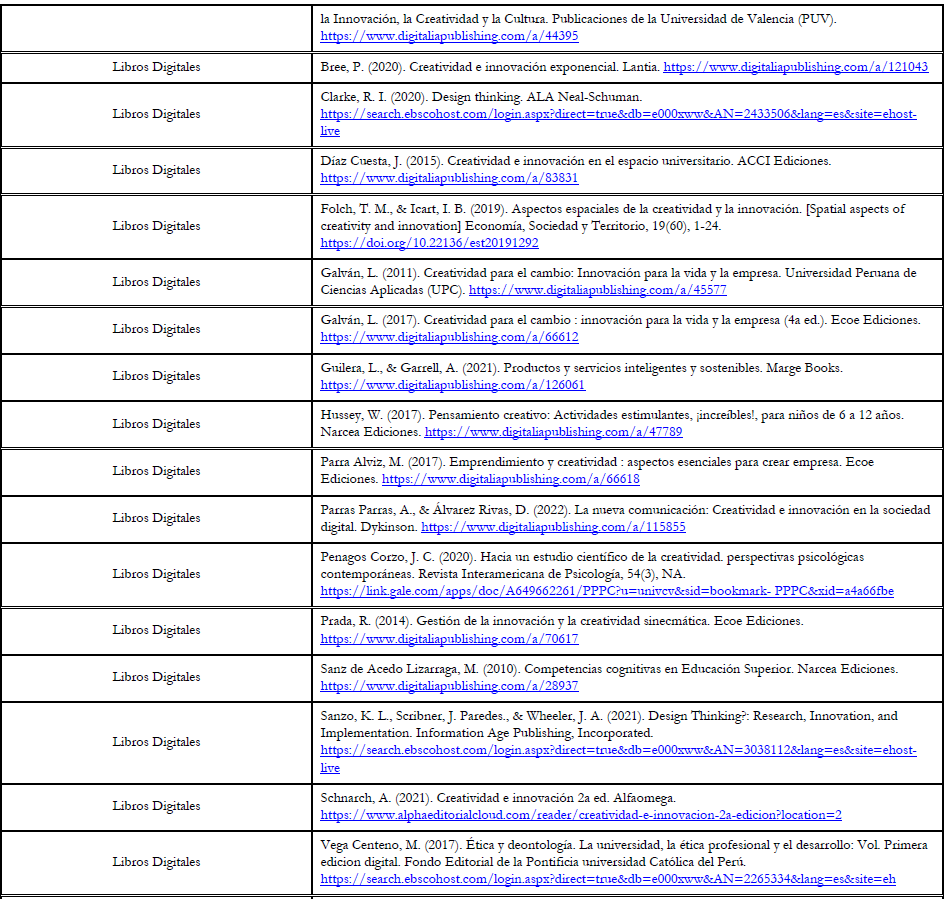 la Innovación, la Creatividad y la Cultura. Publicaciones de la Universidad de Valencia (PUV).
https://www.digitaliapublishing.com/a/44395
Libros Digitales
Bree, P. (2020). Creatividad e innovación exponencial. Lantia. https://www.digitaliapublishing.com/a/121043
Libros Digitales
Clarke, R. I. (2020). Design thinking. ALA Neal-Schuman.
https://search.ebscohost.com/login.aspx?direct=true&db=e000xww&AN=2433506&lang=es&site=ehost-
live
Libros Digitales
Díaz Cuesta, J. (2015). Creatividad e innovación en el espacio universitario. ACCI Ediciones.
https://www.digitaliapublishing.com/a/83831
Libros Digitales
Folch, T. M., & Icart, I. B. (2019). Aspectos espaciales de la creatividad y la innovación. [Spatial aspects of
creativity and innovation] Economía, Sociedad y Territorio, 19(60), 1-24.
https://doi.org/10.22136/est20191292
Libros Digitales
Galván, L. (2011). Creatividad para el cambio: Innovación para la vida y la empresa. Universidad Peruana de
Ciencias Aplicadas (UPC). https://www.digitaliapublishing.com/a/45577
Libros Digitales
Galván, L. (2017). Creatividad para el cambio : innovación para la vida y la empresa (4a ed.). Ecoe Ediciones.
https://www.digitaliapublishing.com/a/66612
Libros Digitales
Guilera, L., & Garrell, A. (2021). Productos y servicios inteligentes y sostenibles. Marge Books.
https://www.digitaliapublishing.com/a/126061
Libros Digitales
Hussey, W. (2017). Pensamiento creativo: Actividades estimulantes, ¡increíbles!, para niños de 6 a 12 años.
Narcea Ediciones. https://www.digitaliapublishing.com/a/47789
Libros Digitales
Parra Alviz, M. (2017). Emprendimiento y creatividad : aspectos esenciales para crear empresa. Ecoe
Ediciones. https://www.digitaliapublishing.com/a/66618
Libros Digitales
Parras Parras, A., & Álvarez Rivas, D. (2022). La nueva comunicación: Creatividad e innovación en la sociedad
digital. Dykinson. https://www.digitaliapublishing.com/a/115855
Libros Digitales
Penagos Corzo, J. C. (2020). Hacia un estudio científico de la creatividad. perspectivas psicológicas
contemporáneas. Revista Interamericana de Psicología, 54(3), NA.
https://link.gale.com/apps/doc/A649662261/PPPC?u=univcv&sid=bookmark- PPPC&xid=a4a66fbe
Libros Digitales
Prada, R. (2014). Gestión de la innovación y la creatividad sinecmática. Ecoe Ediciones.
https://www.digitaliapublishing.com/a/70617
Libros Digitales
Sanz de Acedo Lizarraga, M. (2010). Competencias cognitivas en Educación Superior. Narcea Ediciones.
https://www.digitaliapublishing.com/a/28937
Libros Digitales
Sanzo, K. L., Scribner, J. Paredes., & Wheeler, J. A. (2021). Design Thinking?: Research, Innovation, and
Implementation. Information Age Publishing, Incorporated.
https://search.ebscohost.com/login.aspx?direct=true&db=e000xww&AN=3038112&lang=es&site=ehost-
live
Libros Digitales
Schnarch, A. (2021). Creatividad e innovación 2a ed. Alfaomega.
https://www.alphaeditorialcloud.com/reader/creatividad-e-innovacion-2a-edicion?location=2
Libros Digitales
Vega Centeno, M. (2017). Ética y deontología. La universidad, la ética profesional y el desarrollo: Vol. Primera
edicion digital. Fondo Editorial de la Pontificia universidad Católica del Perú.
https://search.ebscohost.com/login.aspx?direct=true&db=e000xww&AN=2265334&lang=es&site=eh